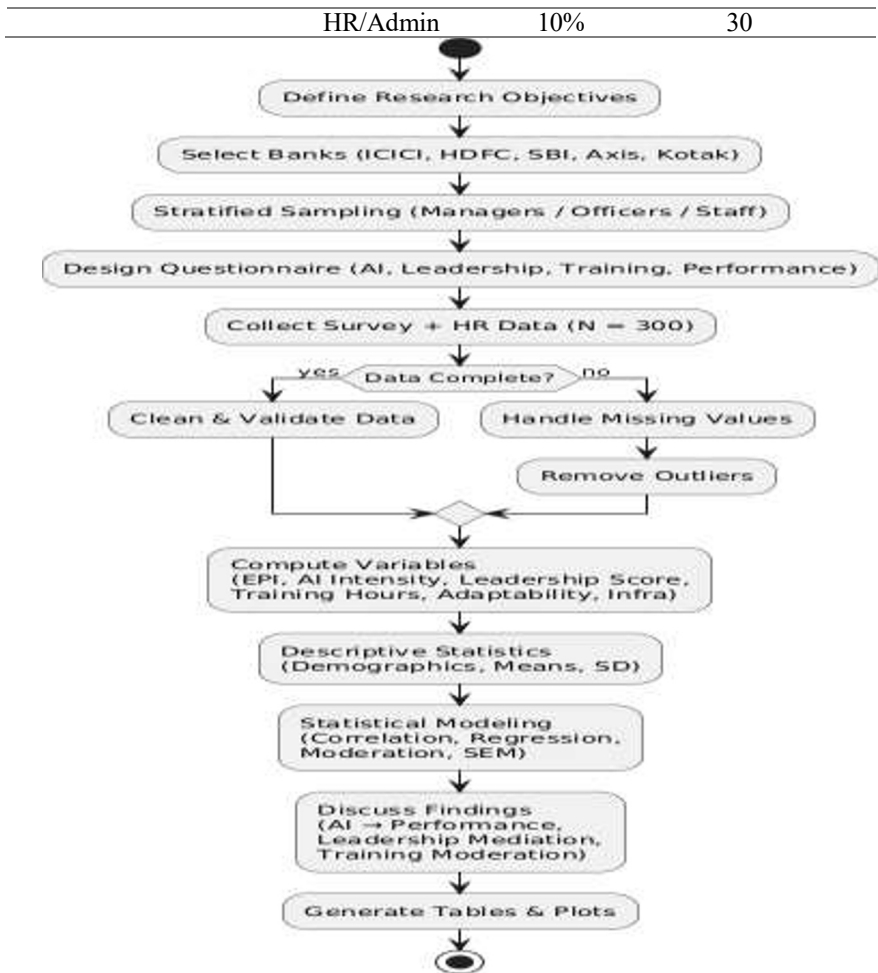 HR/Admin 10% 30
Define Research Objectives
Select Banks (ICICI, HDFC, SBI, Axis, Kotak)
Stratified Sampling (Managers / Officers / Staff)
Design Questionnaire (AI, Leadership, Training, Performance)
Collect Survey + HR Data (N = 300)
yes Data Complete? no
Clean & Validate Data
Handle Missing Values
Remove Outliers
Compute Variables
(EPI, AI Intensity, Leadership Score,
Training Hours, Adaptability, Infra)
Descriptive Statistics
(Demographics, Means, SD)
Statistical Modeling
(Correlation, Regression,
Moderation, SEM)
Discuss Findings
(AI → Performance,
Leadership Mediation,
Training Moderation)
Generate Tables & Plots